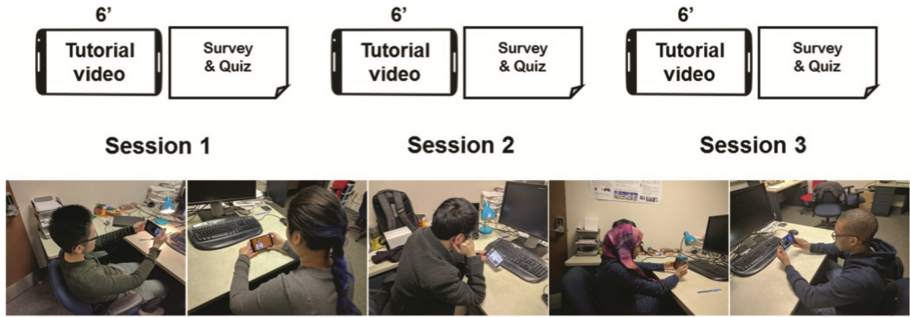 6’
6’
6’
Tutorial
video
Survey
& Quiz
Tutorial
video
Survey
& Quiz
Tutorial
video
Survey
& Quiz
Session 1
Session 2
Session 3